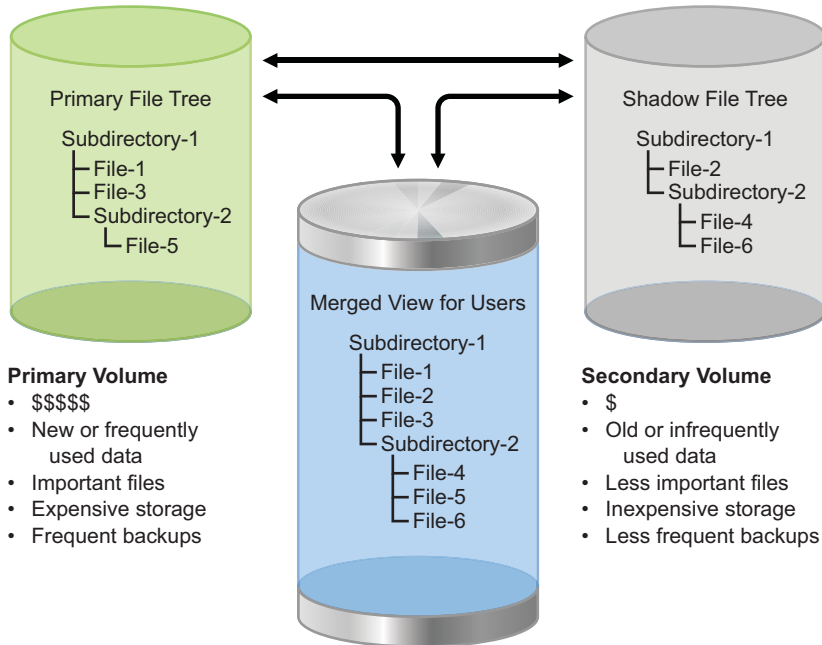 Primary File Tree
Subdirectory-1
File-1
File-3
Subdirectory-2
File-5
Shadow File Tree
Subdirectory-1
File-2
Subdirectory-2
File-4
File-6
Merged View for Users
Subdirectory-1
File-1
File-2
File-3
Subdirectory-2
File-4
File-5
File-6
Primary Volume
• $$$$$
• New or frequently
used data
• Important files
• Expensive storage
• Frequent backups
Secondary Volume
• $
• Old or infrequently
used data
• Less important files
• Inexpensive storage
• Less frequent backups